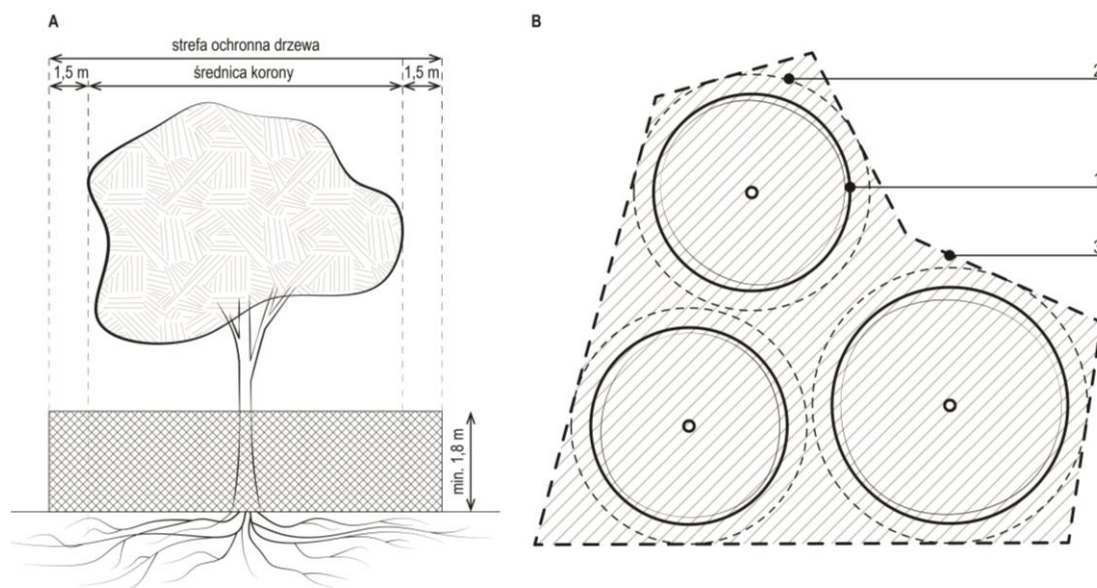 A
strefa ochronna drzewa
1,5 m
średnica korony
1,5 m
min. 1,8 m
B
2
1
3